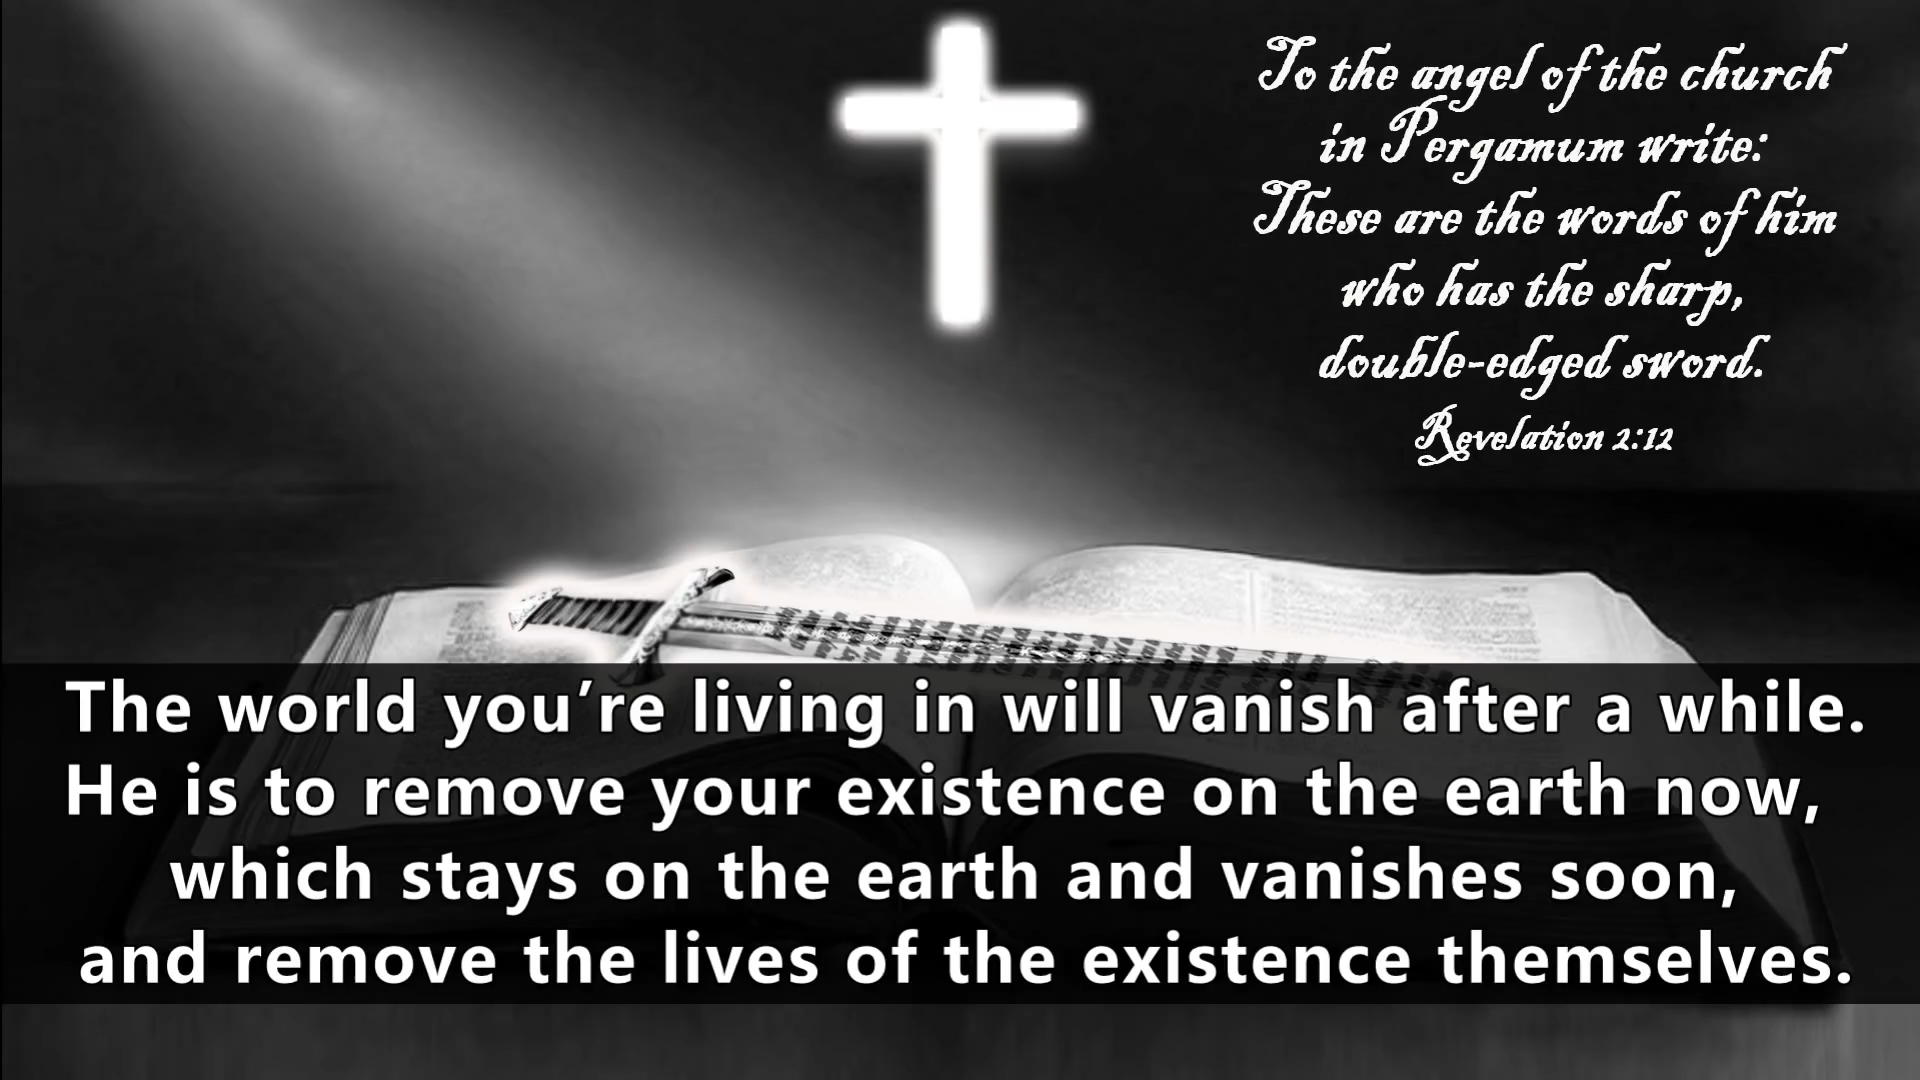 To the angel of the church
in Pergamum write:
These are the words of him
who has the sharp,
double-edged sword.
Revelation 2:12
The world you’re living in will vanish after a while.
He is to remove your existence on the earth now,
which stays on the earth and vanishes soon,
and remove the lives of the existence themselves.